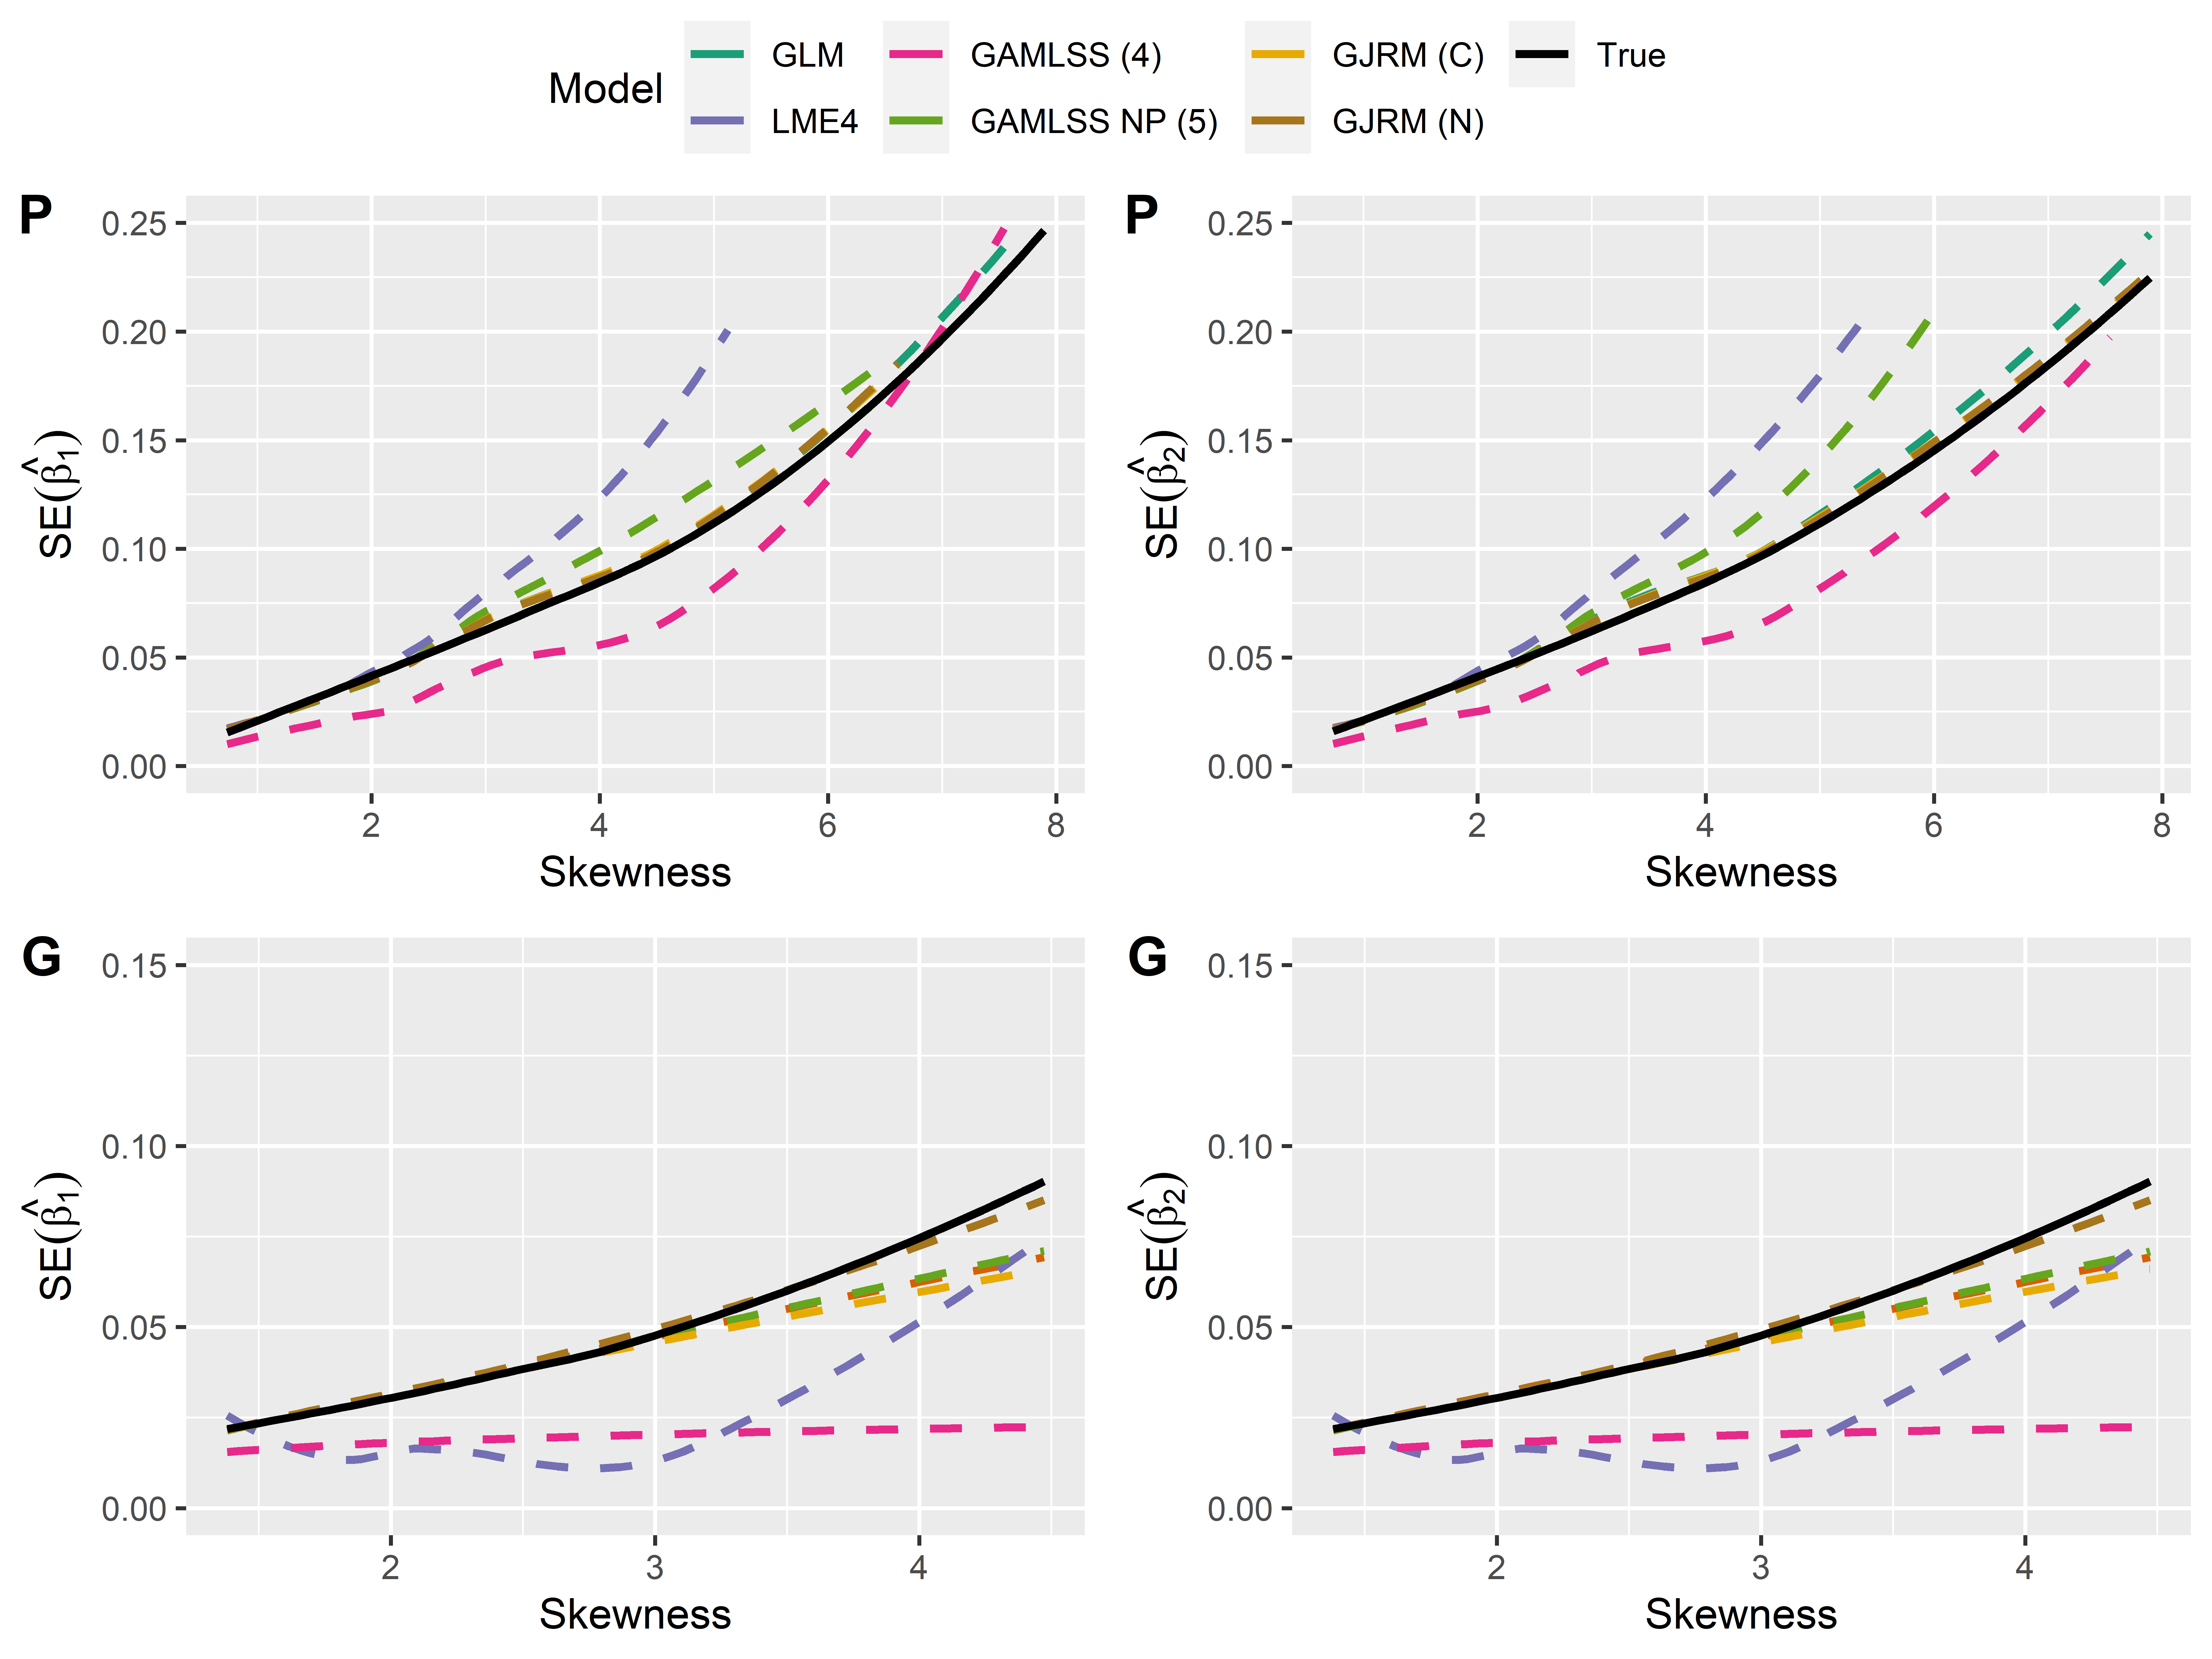 Model
GLM
GAMLSS (4)
GJRM (C)
True
LME4
GAMLSS NP (5)
GJRM (N)
P
0.25
0.20
0.15
0.10
0.05
0.00
SE(β̂₁)
2 4 6 8
Skewness
P
0.25
0.20
0.15
0.10
0.05
0.00
SE(β̂₂)
2 4 6 8
Skewness
G
0.15
0.10
0.05
0.00
SE(β̂₁)
2 3 4
Skewness
G
0.15
0.10
0.05
0.00
SE(β̂₂)
2 3 4
Skewness